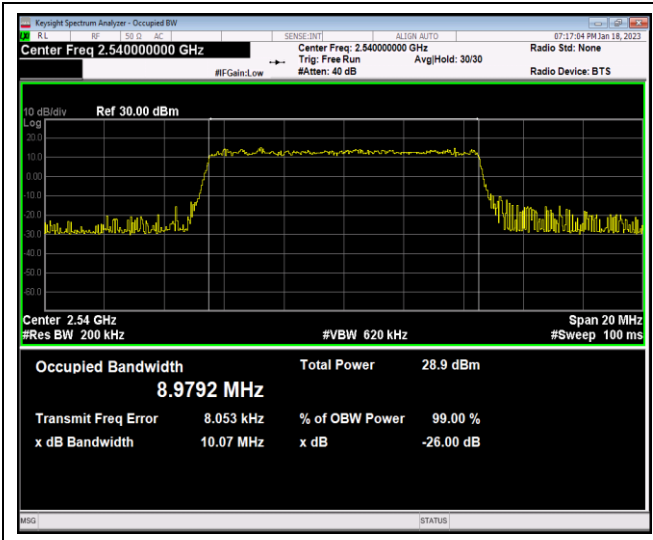 Keysight Spectrum Analyzer - Occupied BW
RL RF 50 Ω AC SENSE:INT ALIGN AUTO 07:17:04 PM Jan 18, 2023
Center Freq 2.540000000 GHz Center Freq: 2.540000000 GHz Radio Std: None
Trig: Free Run Avg|Hold: 30/30
#IFGain:Low #Atten: 40 dB Radio Device: BTS
10 dB/div Ref 30.00 dBm
Log
20.0
10.0
0.00
-10.0
-20.0
-30.0
-40.0
-50.0
-60.0
Center 2.54 GHz Span 20 MHz
#Res BW 200 kHz #VBW 620 kHz #Sweep 100 ms
Occupied Bandwidth Total Power 28.9 dBm
8.9792 MHz
Transmit Freq Error 8.053 kHz % of OBW Power 99.00 %
x dB Bandwidth 10.07 MHz x dB -26.00 dB
MSG STATUS